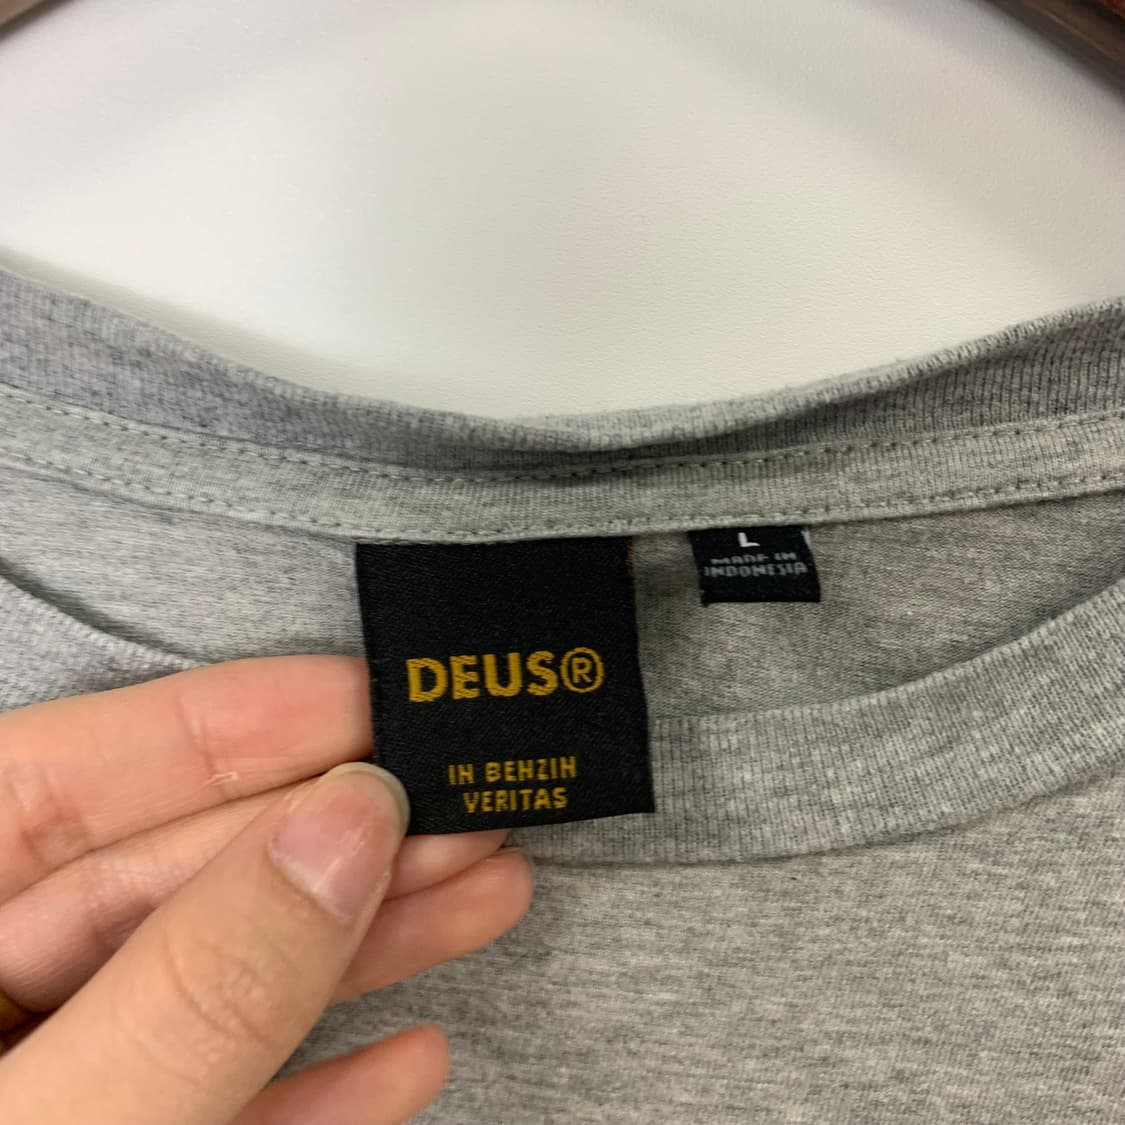 DEUS®
IN BENZIN
VERITAS
L
MADE IN
INDONESIA